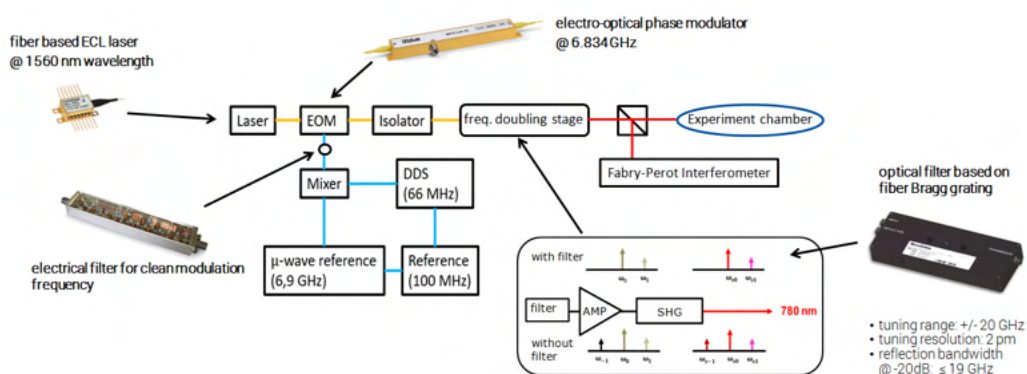 fiber based ECL laser
@ 1560 nm wavelength
electro-optical phase modulator
@ 6.834 GHz
Laser
EOM
Isolator
freq. doubling stage
Experiment chamber
Fabry-Perot Interferometer
Mixer
DDS
(66 MHz)
μ-wave reference
(6,9 GHz)
Reference
(100 MHz)
electrical filter for clean modulation
frequency
optical filter based on
fiber Bragg grating
with filter
ω₀ ω₁
ωs0 ωs1
filter
AMP
SHG
780 nm
without
filter
ω-1 ω₀ ω₁
ωs-1 ωs0 ωs1
• tuning range: +/- 20 GHz
• tuning resolution: 2 pm
• reflection bandwidth
@ -20dB: ≤ 19 GHz